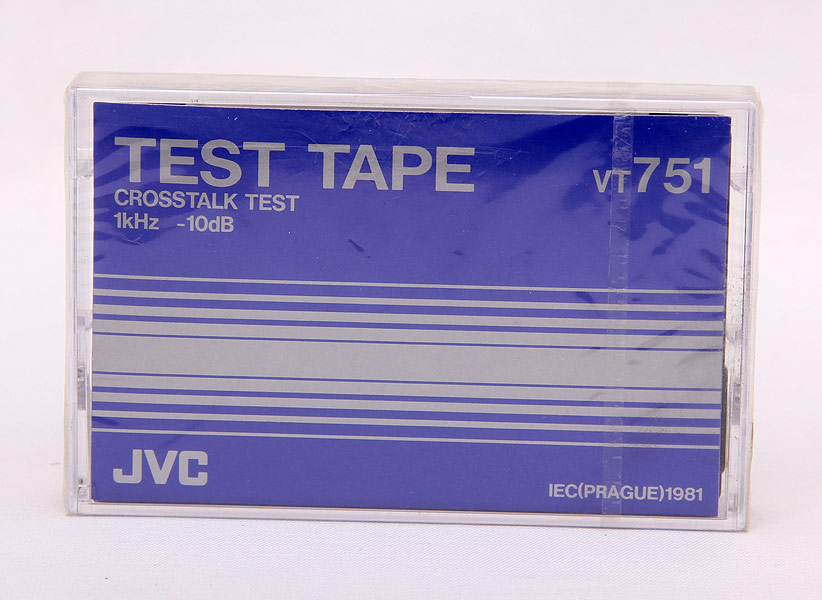 TEST TAPE VT751
CROSSTALK TEST
1kHz -10dB
JVC
IEC(PRAGUE)1981